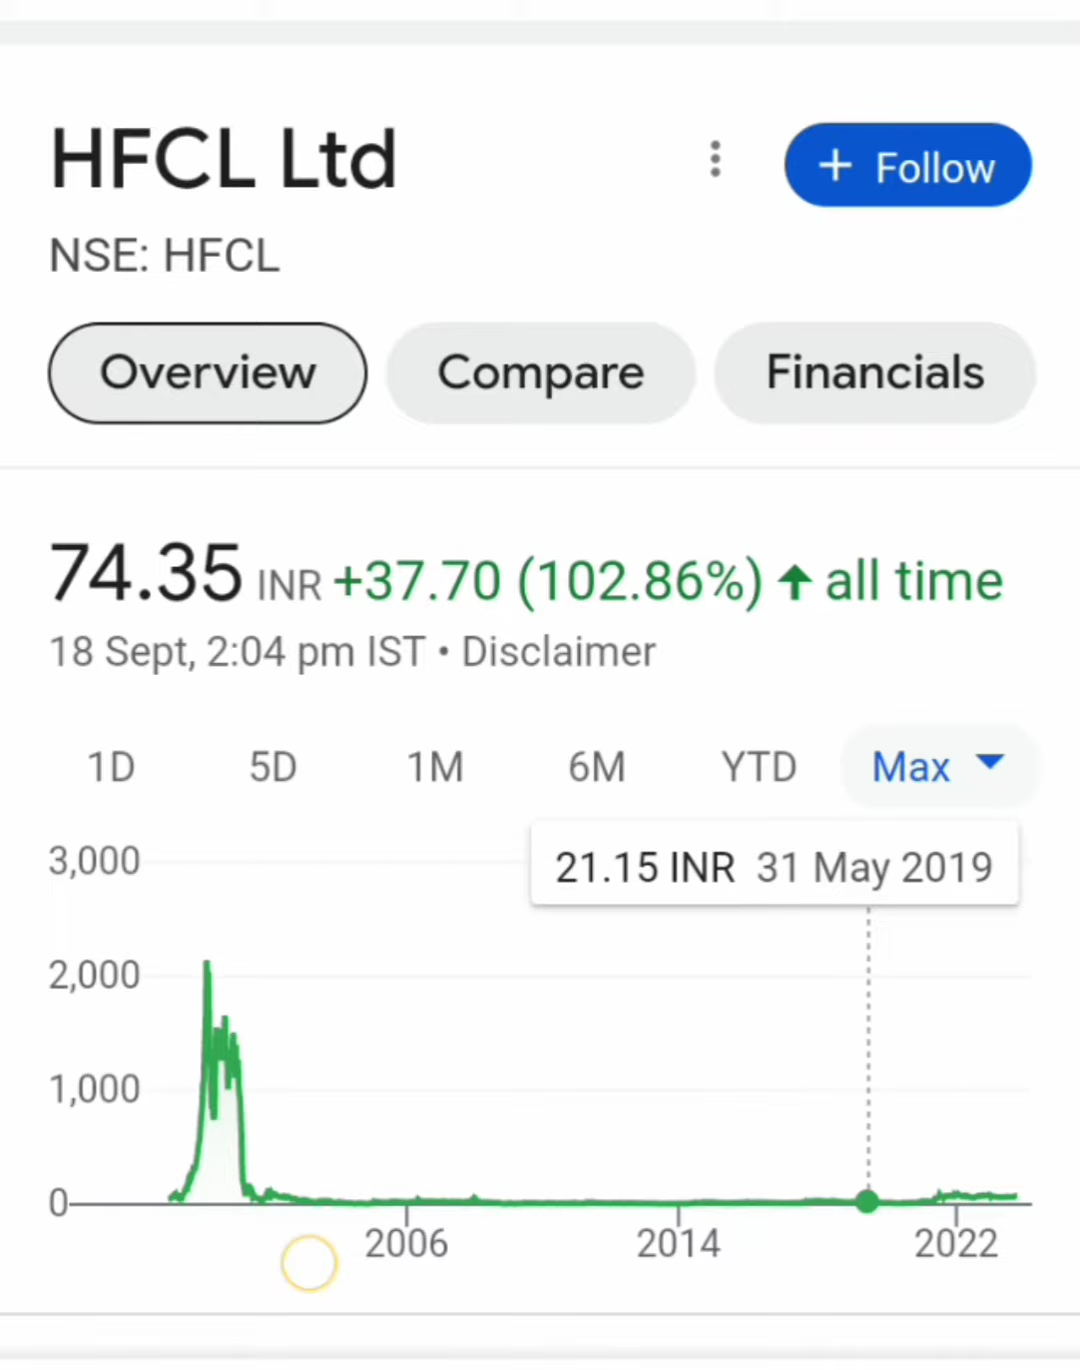 HFCL Ltd
+ Follow
NSE: HFCL
Overview Compare Financials
74.35 INR +37.70 (102.86%) ↑ all time
18 Sept, 2:04 pm IST • Disclaimer
1D 5D 1M 6M YTD Max
21.15 INR 31 May 2019
3,000
2,000
1,000
0
2006 2014 2022